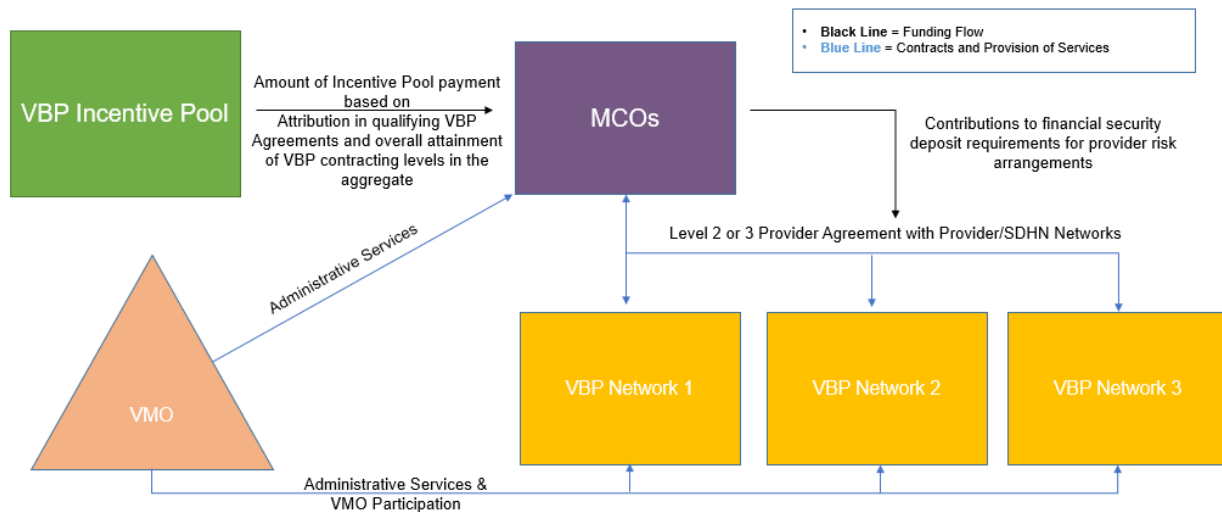 • Black Line = Funding Flow
• Blue Line = Contracts and Provision of Services
VBP Incentive Pool
Amount of Incentive Pool payment
based on
Attribution in qualifying VBP
Agreements and overall attainment
of VBP contracting levels in the
aggregate
MCOs
Contributions to financial security
deposit requirements for provider risk
arrangements
Administrative Services
Level 2 or 3 Provider Agreement with Provider/SDHN Networks
VMO
VBP Network 1
VBP Network 2
VBP Network 3
Administrative Services &
VMO Participation